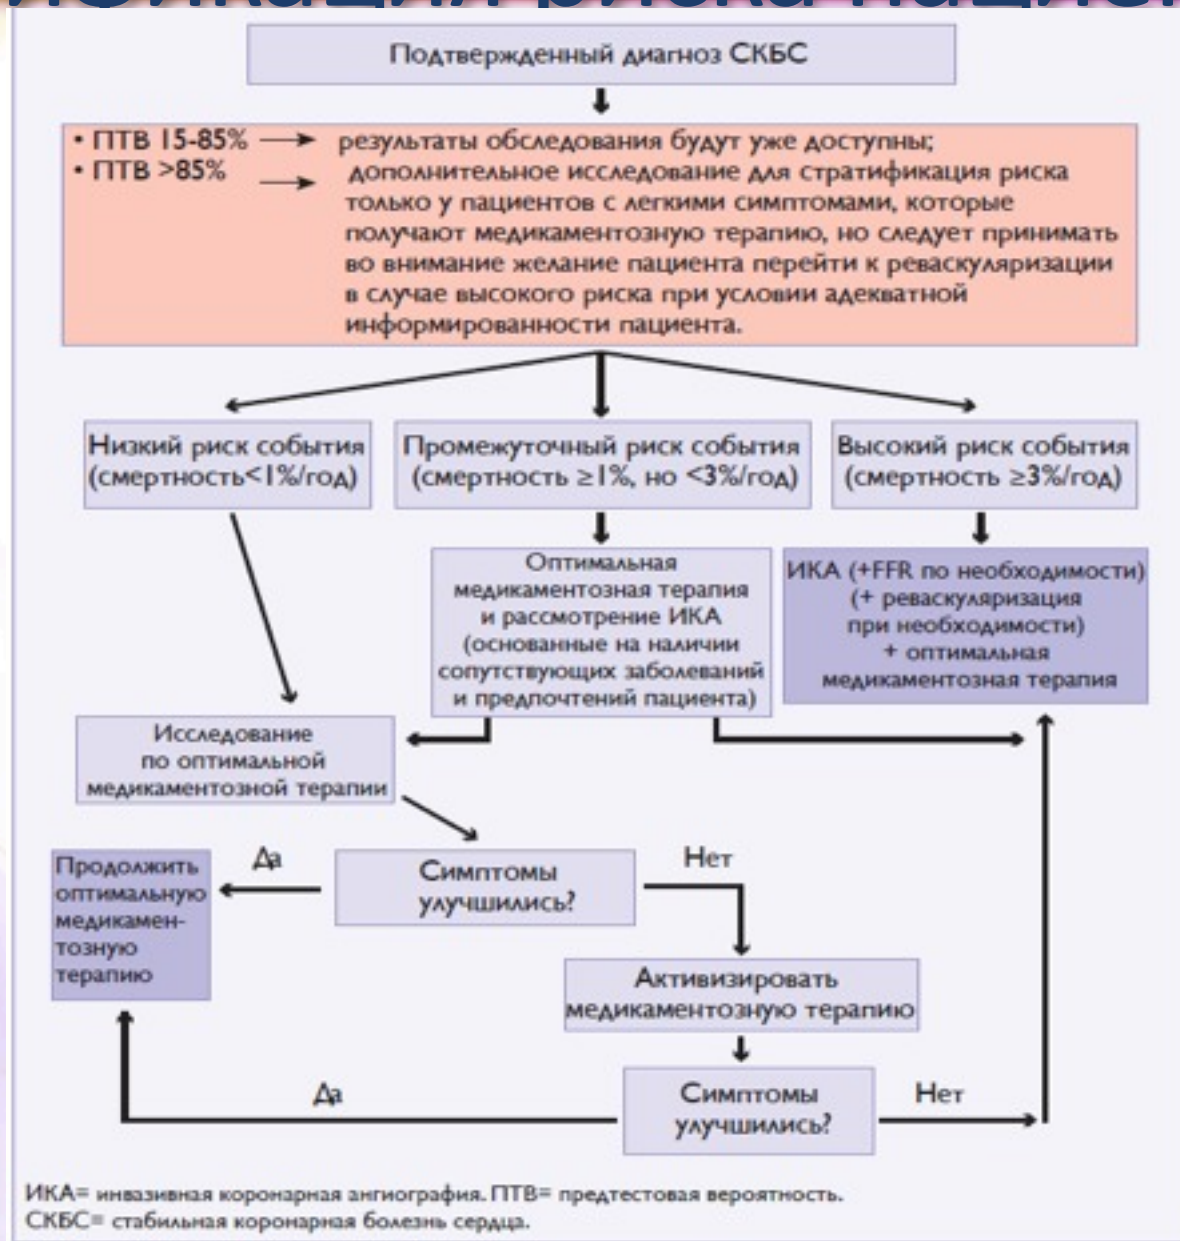 Подтвержденный диагноз СКБС
• ПТВ 15-85% → результаты обследования будут уже доступны;
• ПТВ >85% → дополнительное исследование для стратификация риска
только у пациентов с легкими симптомами, которые
получают медикаментозную терапию, но следует принимать
во внимание желание пациента перейти к реваскуляризации
в случае высокого риска при условии адекватной
информированности пациента.
Низкий риск события
(смертность<1%/год)
Промежуточный риск события
(смертность ≥1%, но <3%/год)
Высокий риск события
(смертность ≥3%/год)
Оптимальная
медикаментозная терапия
и рассмотрение ИКА
(основанные на наличии
сопутствующих заболеваний
и предпочтений пациента)
ИКА (+FFR по необходимости)
(+ реваскуляризация
при необходимости)
+ оптимальная
медикаментозная терапия
Исследование
по оптимальной
медикаментозной терапии
Симптомы
улучшились?
Да
Нет
Продолжить
оптимальную
медикамен-
тозную
терапию
Активизировать
медикаментозную терапию
Симптомы
улучшились?
Да
Нет
ИКА= инвазивная коронарная ангиография. ПТВ= предтестовая вероятность.
СКБС= стабильная коронарная болезнь сердца.